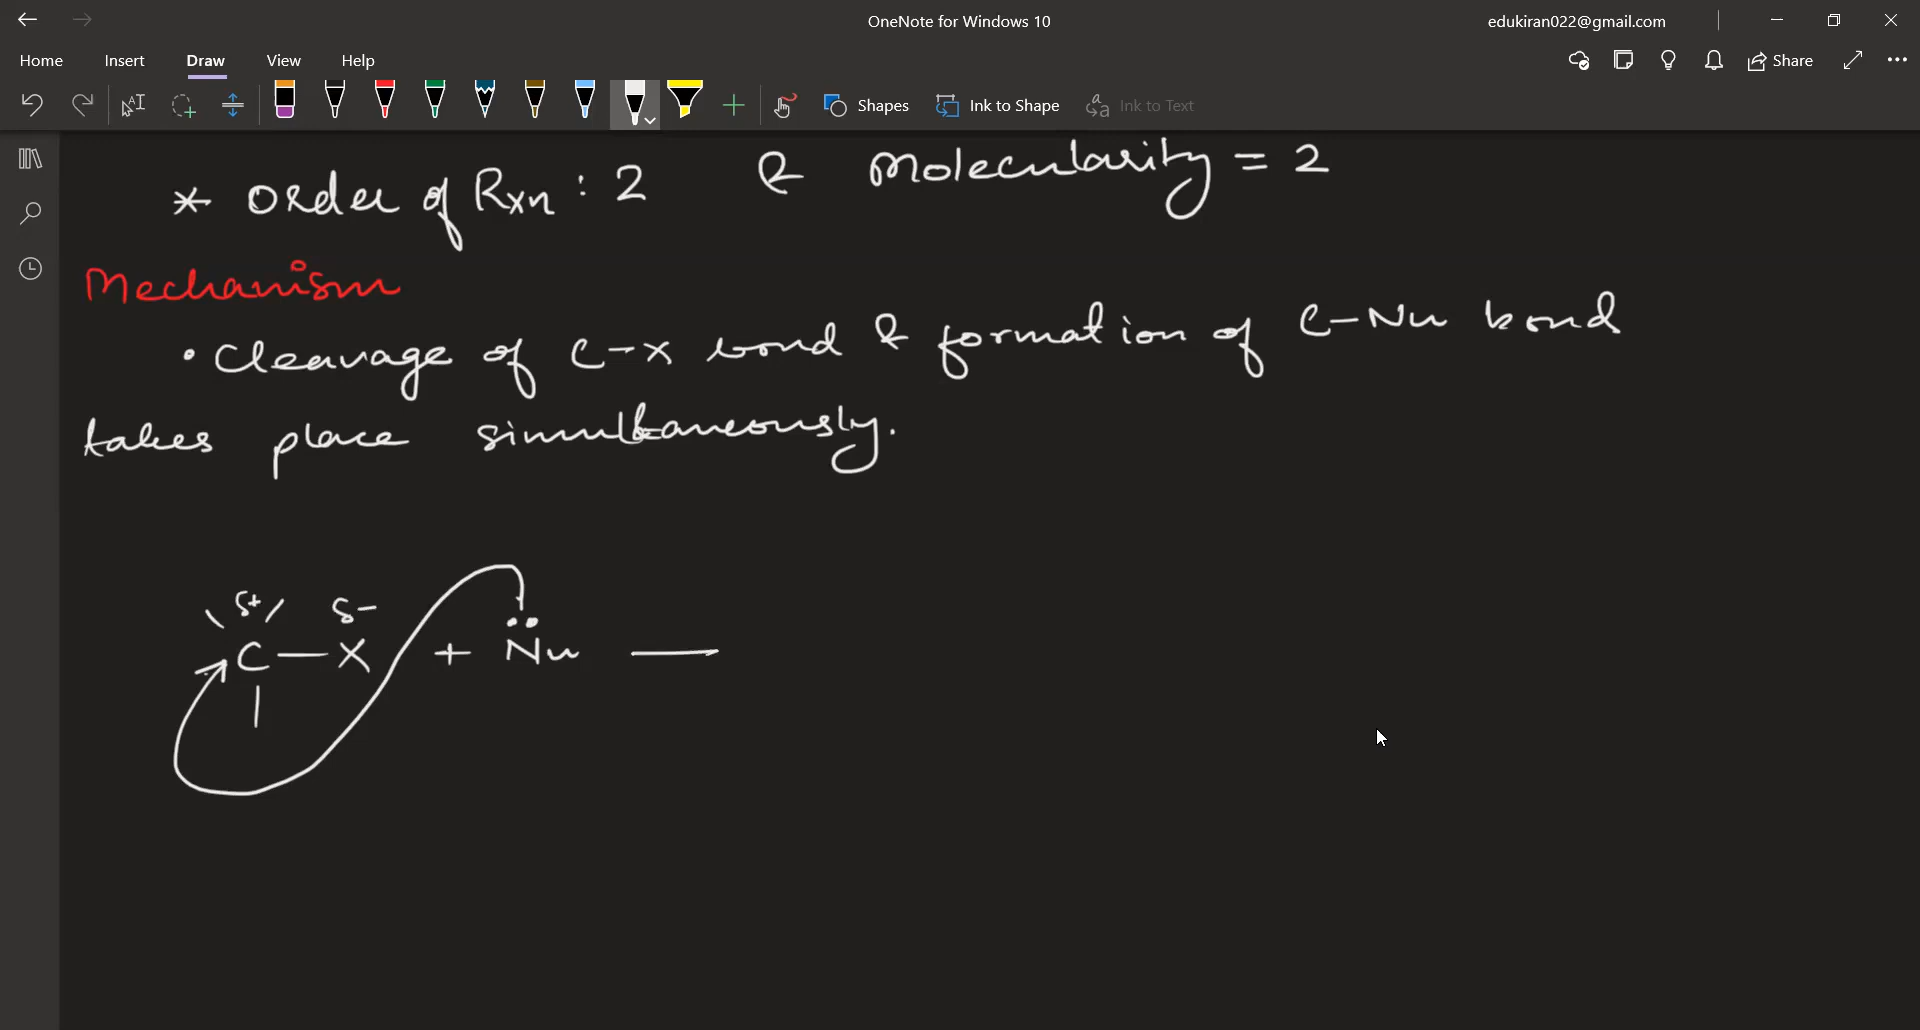 OneNote for Windows 10
edukiran022@gmail.com
Home Insert Draw View Help
Share
Shapes Ink to Shape Ink to Text
* Order of Rxn : 2 & Molecularity = 2
Mechanism
• Cleavage of C-X bond & formation of C-Nu bond
takes place simultaneously.
δ+ δ-
C — X + Nu —